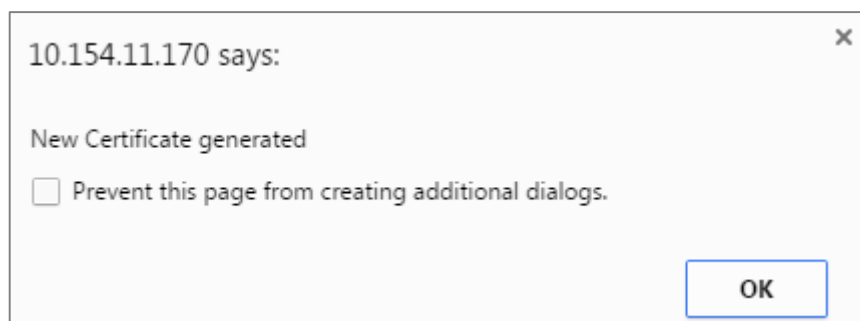 10.154.11.170 says:
New Certificate generated
Prevent this page from creating additional dialogs.
OK